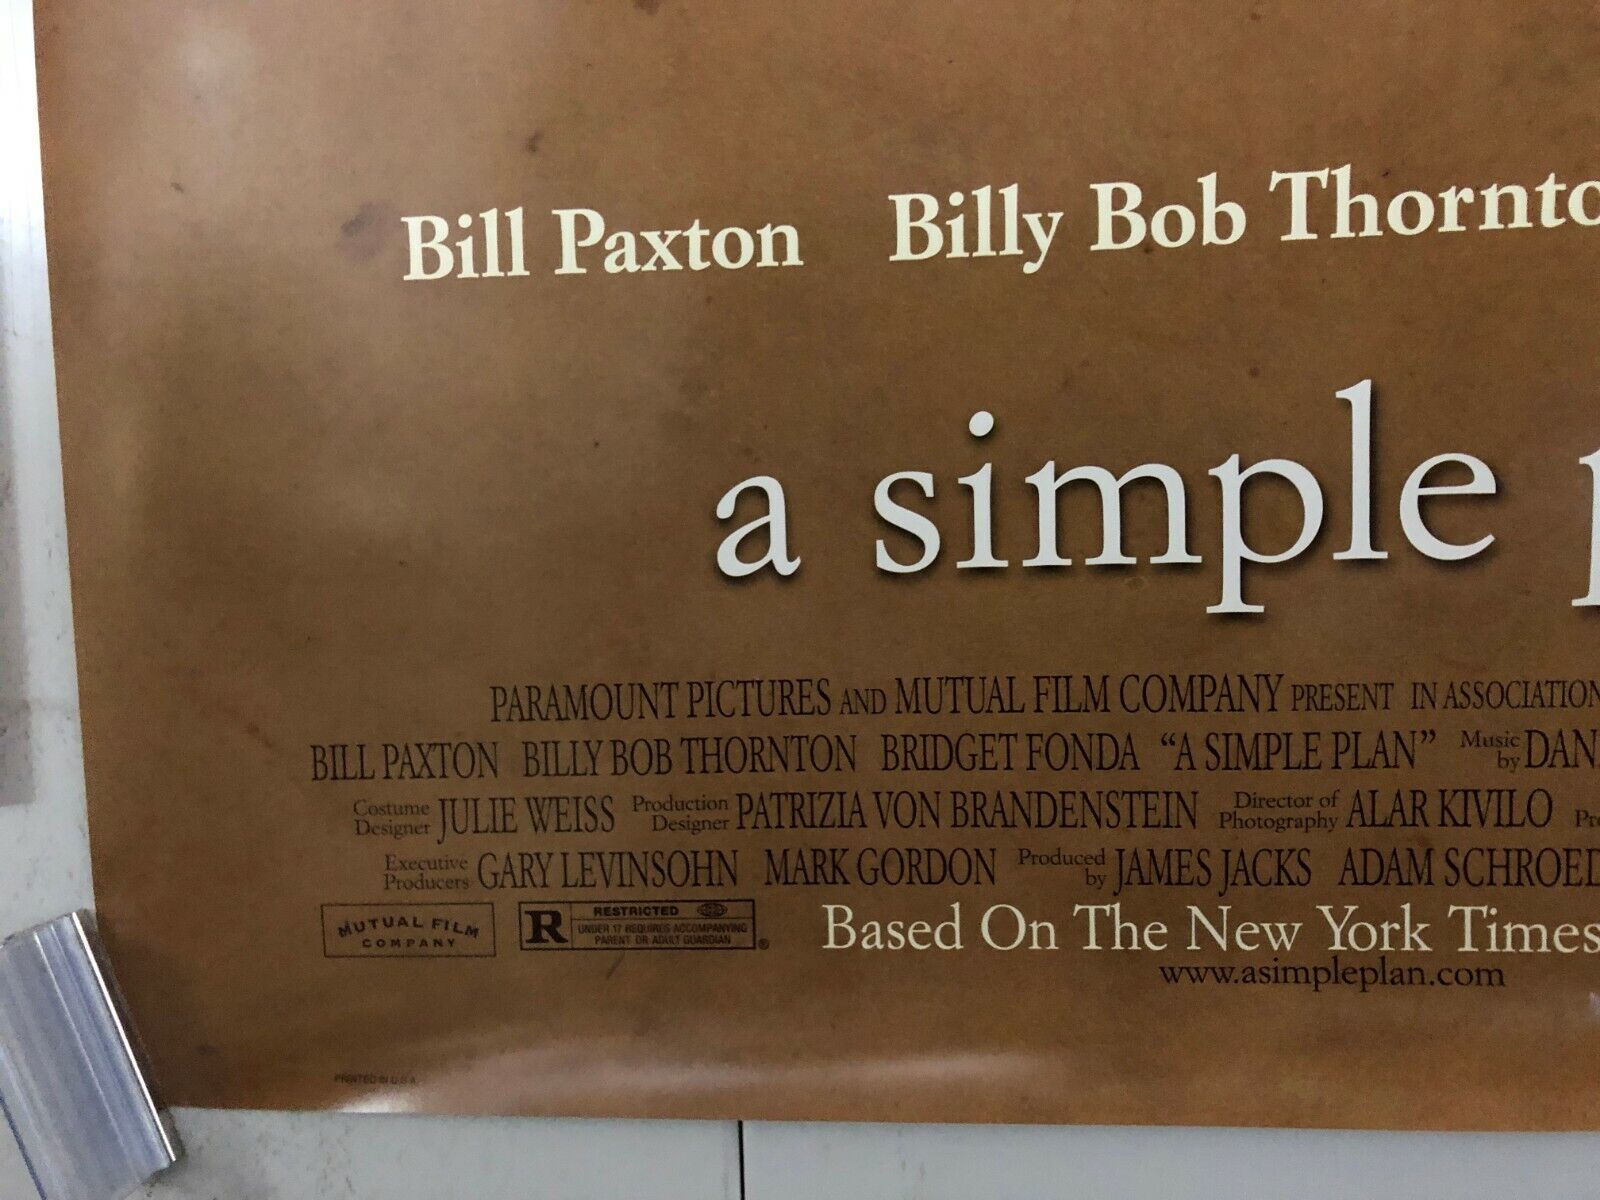 Bill Paxton Billy Bob Thornto
a simple p
PARAMOUNT PICTURES AND MUTUAL FILM COMPANY PRESENT IN ASSOCIATION
BILL PAXTON BILLY BOB THORNTON BRIDGET FONDA “A SIMPLE PLAN” Music by DAN
Costume Designer JULIE WEISS Production Designer PATRIZIA VON BRANDENSTEIN Director of Photography ALAR KIVILO Pr
Executive Producers GARY LEVINSOHN MARK GORDON Produced by JAMES JACKS ADAM SCHROED
MUTUAL FILM
COMPANY
R RESTRICTED
UNDER 17 REQUIRES ACCOMPANYING
PARENT OR ADULT GUARDIAN
®
Based On The New York Times
www.asimpleplan.com
PRINTED IN U.S.A.